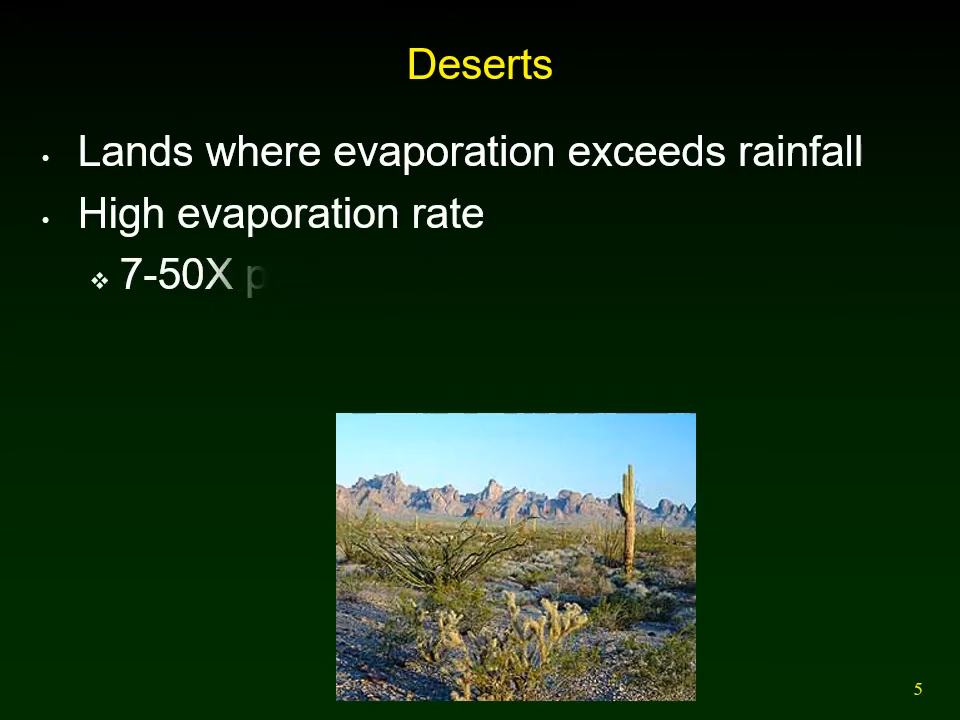 Deserts
• Lands where evaporation exceeds rainfall
• High evaporation rate
❖ 7-50X p
5